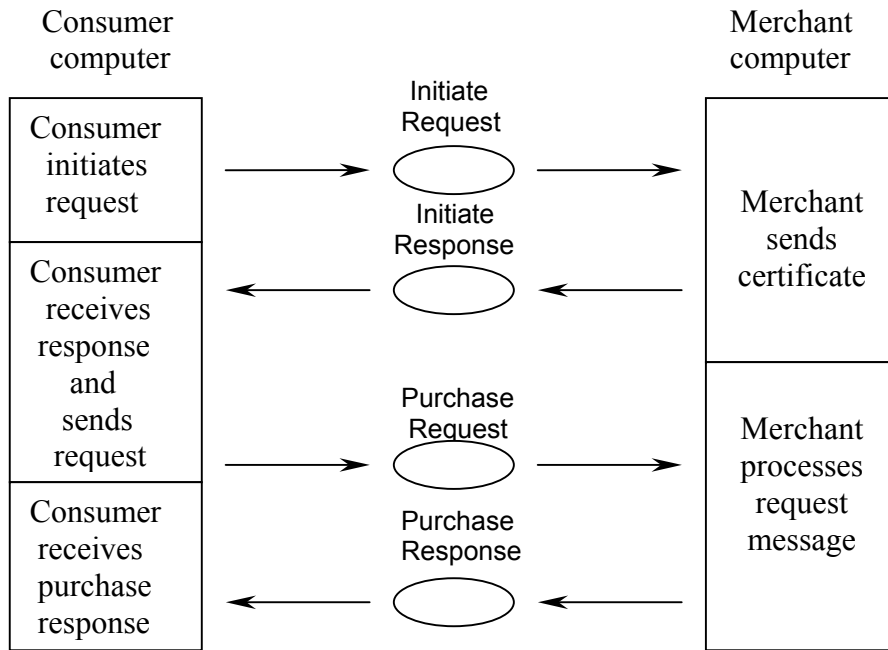 Consumer
computer
Merchant
computer
Consumer
initiates
request
Initiate
Request
Initiate
Response
Merchant
sends
certificate
Consumer
receives
response
and
sends
request
Purchase
Request
Merchant
processes
request
message
Consumer
receives
purchase
response
Purchase
Response